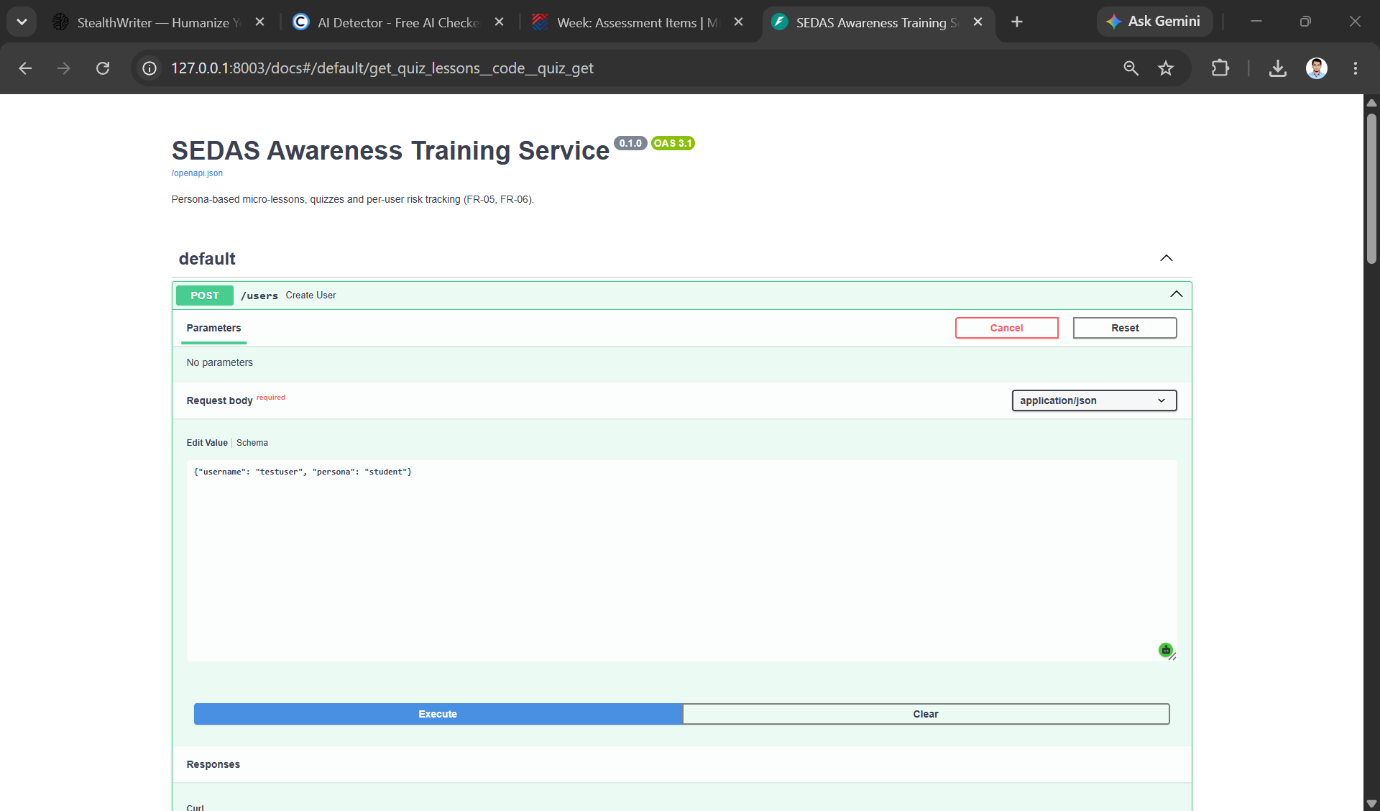 StealthWriter — Humanize Yo
AI Detector - Free AI Checke
Week: Assessment Items | M
SEDAS Awareness Training S
Ask Gemini
127.0.0.1:8003/docs#/default/get_quiz_lessons__code__quiz_get
SEDAS Awareness Training Service 0.1.0 OAS 3.1
/openapi.json
Persona-based micro-lessons, quizzes and per-user risk tracking (FR-05, FR-06).
default
POST /users Create User
Parameters Cancel Reset
No parameters
Request body required application/json
Edit Value Schema
{"username": "testuser", "persona": "student"}
Execute Clear
Responses
Curl